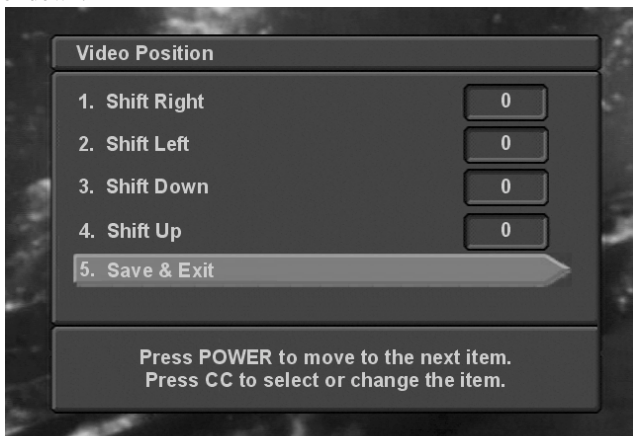 Video Position
1. Shift Right 0
2. Shift Left 0
3. Shift Down 0
4. Shift Up 0
5. Save & Exit
Press POWER to move to the next item.
Press CC to select or change the item.